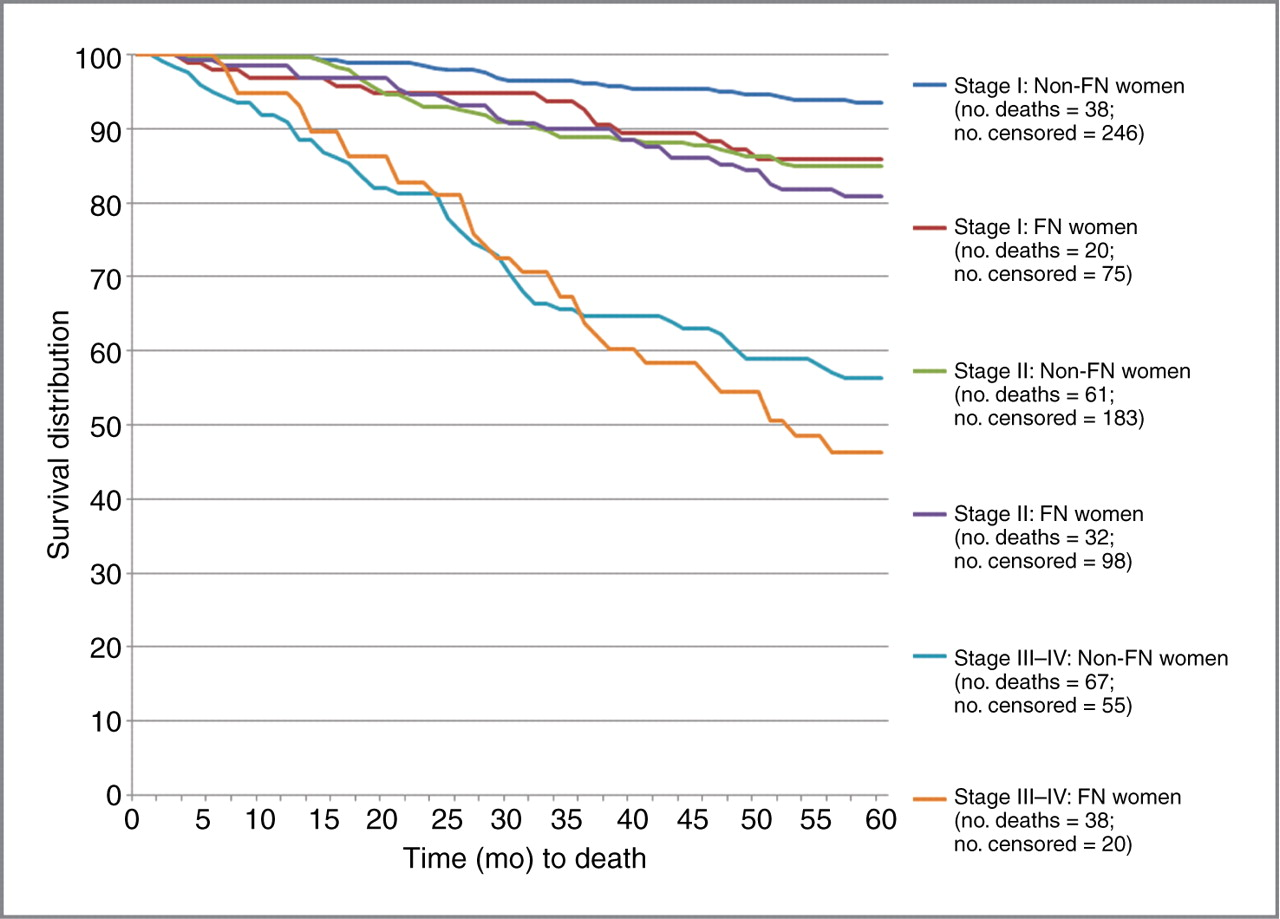 100
90
80
70
60
50
40
30
20
10
0
Survival distribution
0 5 10 15 20 25 30 35 40 45 50 55 60
Time (mo) to death
Stage I: Non-FN women
(no. deaths = 38;
no. censored = 246)
Stage I: FN women
(no. deaths = 20;
no. censored = 75)
Stage II: Non-FN women
(no. deaths = 61;
no. censored = 183)
Stage II: FN women
(no. deaths = 32;
no. censored = 98)
Stage III–IV: Non-FN women
(no. deaths = 67;
no. censored = 55)
Stage III–IV: FN women
(no. deaths = 38;
no. censored = 20)